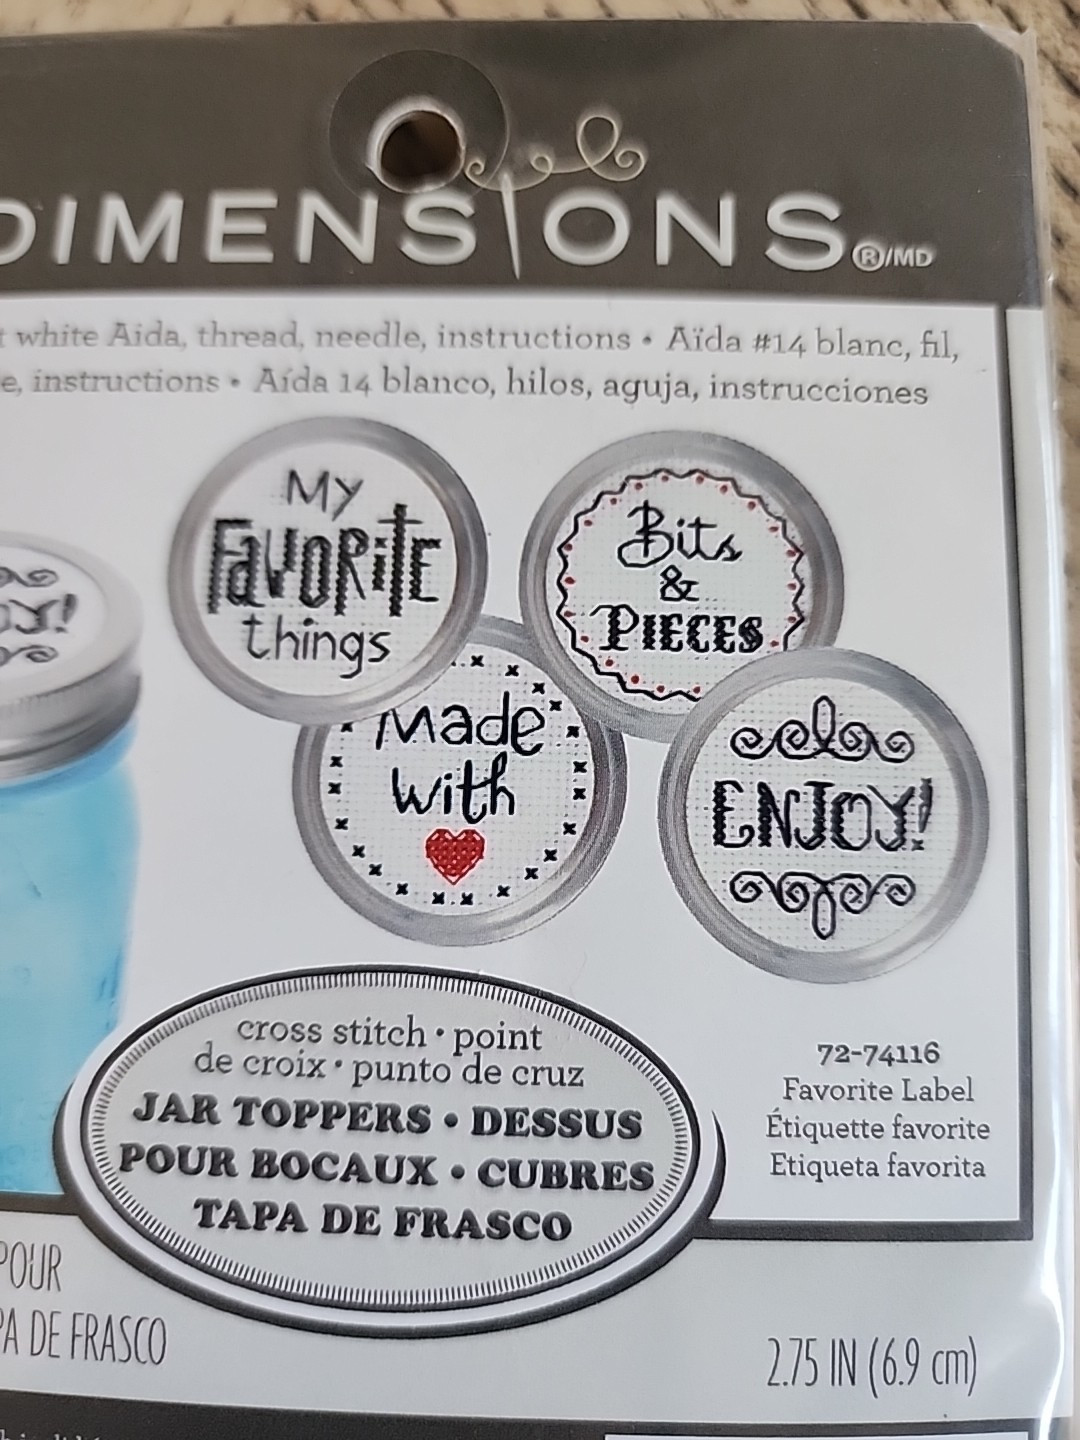 DIMENSIONS ®/MD
white Aida, thread, needle, instructions • Aïda #14 blanc, fil,
e, instructions • Aída 14 blanco, hilos, aguja, instrucciones
My
FAVORITE
things
Bits
&
PIECES
Made
with
ENJOY!
OY!
cross stitch • point
de croix • punto de cruz
JAR TOPPERS • DESSUS
POUR BOCAUX • CUBRES
TAPA DE FRASCO
72-74116
Favorite Label
Étiquette favorite
Etiqueta favorita
POUR
PA DE FRASCO
2.75 IN (6.9 cm)